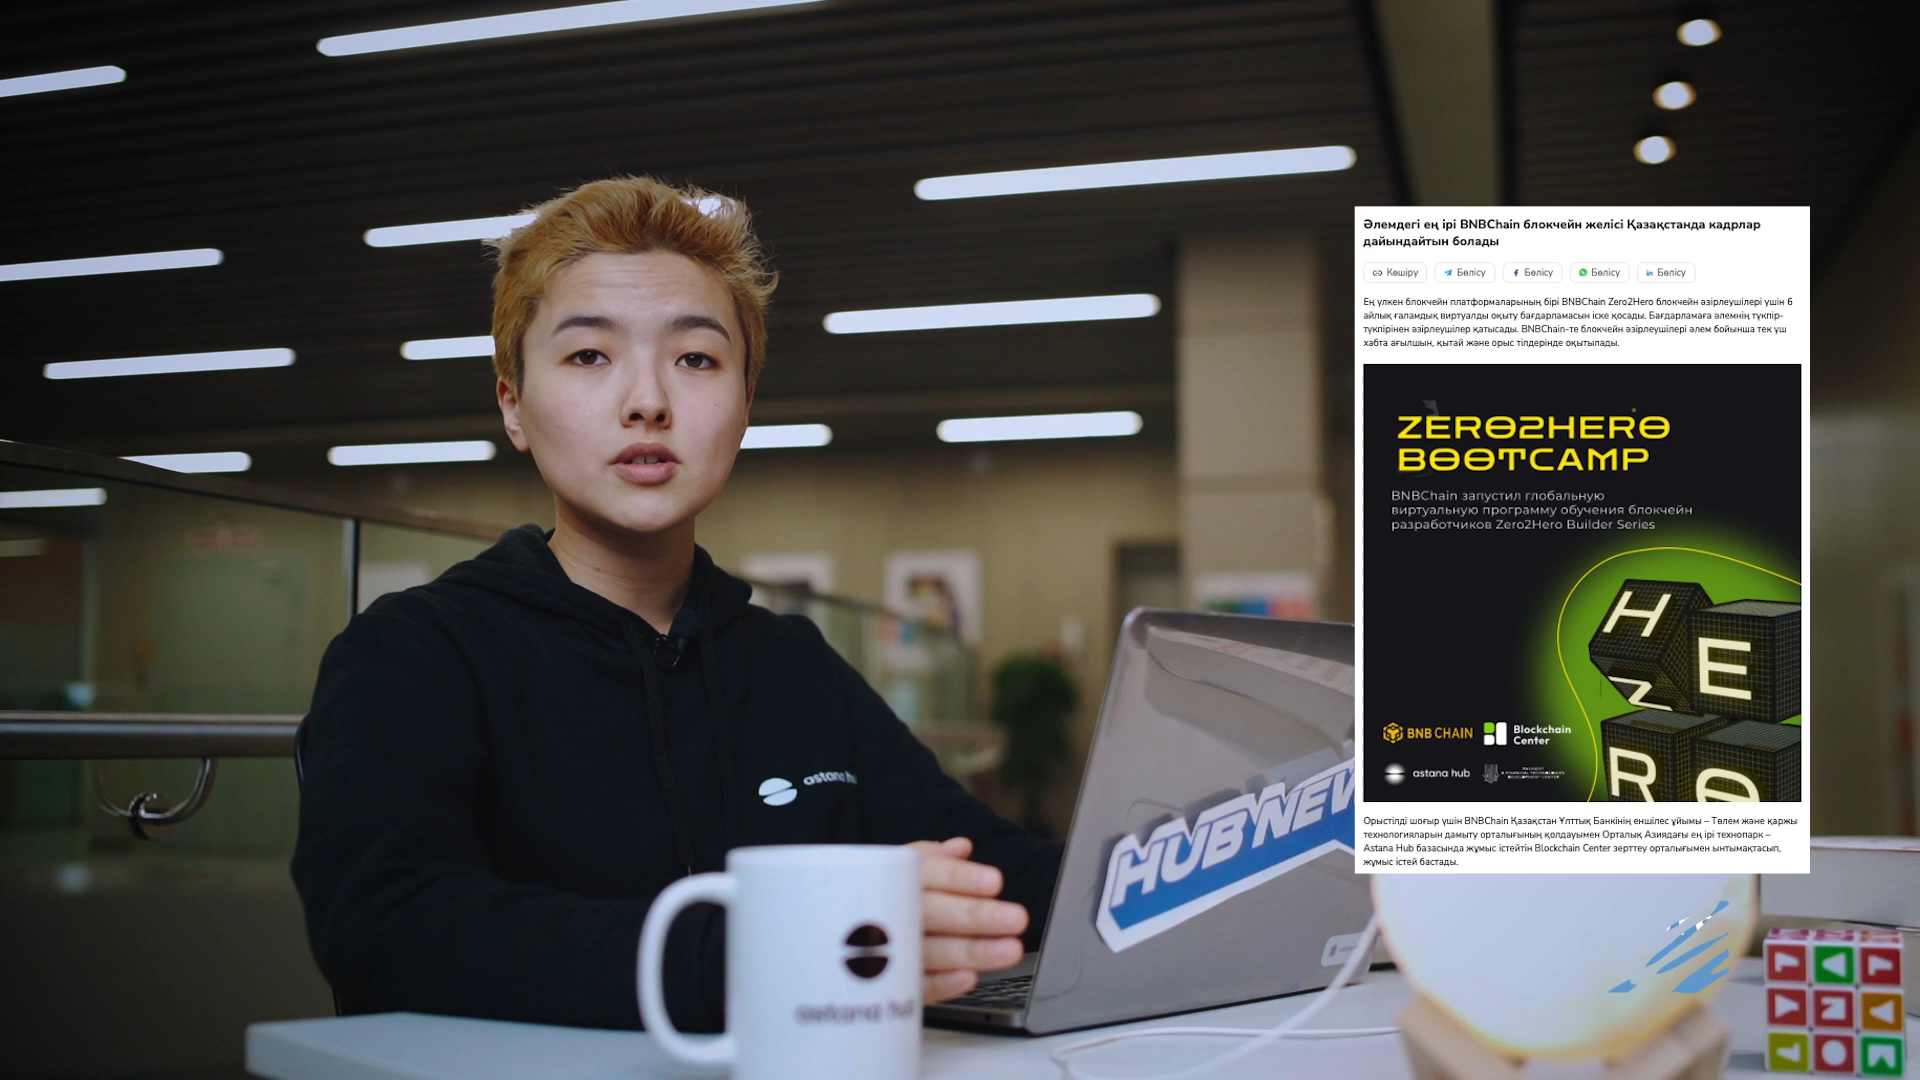 Әлемдегі ең ірі BNBChain блокчейн желісі Қазақстанда кадрлар
дайындайтын болады
Көшіру
Бөлісу
Бөлісу
Бөлісу
Бөлісу
Ең үлкен блокчейн платформаларының бірі BNBChain Zero2Hero блокчейн әзірлеушілері үшін 6
айлық ғаламдық виртуалды оқыту бағдарламасын іске қосады. Бағдарламаға әлемнің түкпір-
түкпірінен әзірлеушілер қатысады. BNBChain-те блокчейн әзірлеушілері әлем бойынша тек үш
хабта ағылшын, қытай және орыс тілдерінде оқытылады.
ZERO2HERO
BOOTCAMP
BNBChain запустил глобальную
виртуальную программу обучения блокчейн
разработчиков Zero2Hero Builder Series
H
E
Z
R
O
BNB CHAIN
Blockchain
Center
astana hub
Орыстілді шоғыр үшін BNBChain Қазақстан Ұлттық Банкінің еншілес ұйымы – Төлем және қаржы
технологияларын дамыту орталығының қолдауымен Орталық Азиядағы ең ірі технопарк –
Astana Hub базасында жұмыс істейтін Blockchain Center зерттеу орталығымен ынтымақтасып,
жұмыс істей бастады.
astana hu
HUBNEW
astana hub